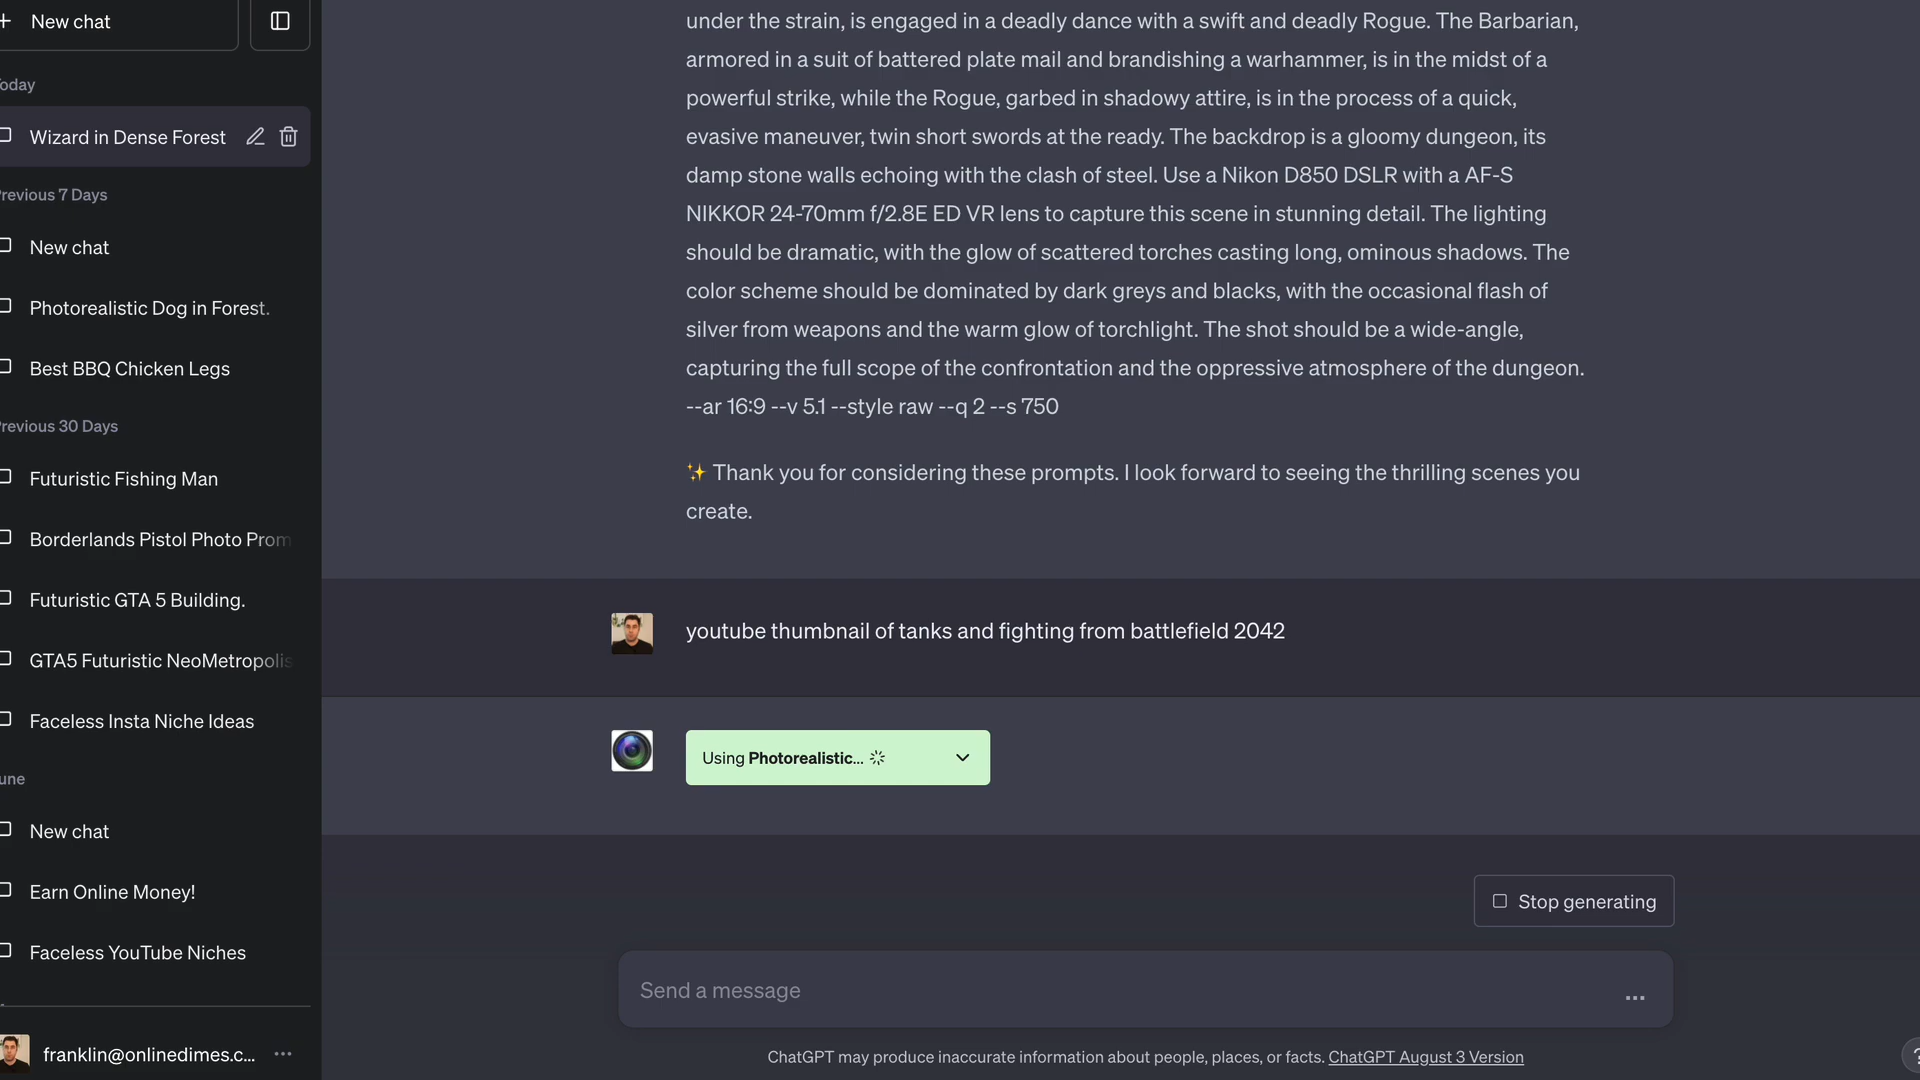 New chat
oday
Wizard in Dense Forest
revious 7 Days
New chat
Photorealistic Dog in Forest.
Best BBQ Chicken Legs
revious 30 Days
Futuristic Fishing Man
Borderlands Pistol Photo Prom
Futuristic GTA 5 Building.
GTA5 Futuristic NeoMetropolis
Faceless Insta Niche Ideas
une
New chat
Earn Online Money!
Faceless YouTube Niches
franklin@onlinedimes.c...
under the strain, is engaged in a deadly dance with a swift and deadly Rogue. The Barbarian,
armored in a suit of battered plate mail and brandishing a warhammer, is in the midst of a
powerful strike, while the Rogue, garbed in shadowy attire, is in the process of a quick,
evasive maneuver, twin short swords at the ready. The backdrop is a gloomy dungeon, its
damp stone walls echoing with the clash of steel. Use a Nikon D850 DSLR with a AF-S
NIKKOR 24-70mm f/2.8E ED VR lens to capture this scene in stunning detail. The lighting
should be dramatic, with the glow of scattered torches casting long, ominous shadows. The
color scheme should be dominated by dark greys and blacks, with the occasional flash of
silver from weapons and the warm glow of torchlight. The shot should be a wide-angle,
capturing the full scope of the confrontation and the oppressive atmosphere of the dungeon.
--ar 16:9 --v 5.1 --style raw --q 2 --s 750
✨ Thank you for considering these prompts. I look forward to seeing the thrilling scenes you
create.
youtube thumbnail of tanks and fighting from battlefield 2042
Using Photorealistic...
Stop generating
Send a message
ChatGPT may produce inaccurate information about people, places, or facts. ChatGPT August 3 Version
?